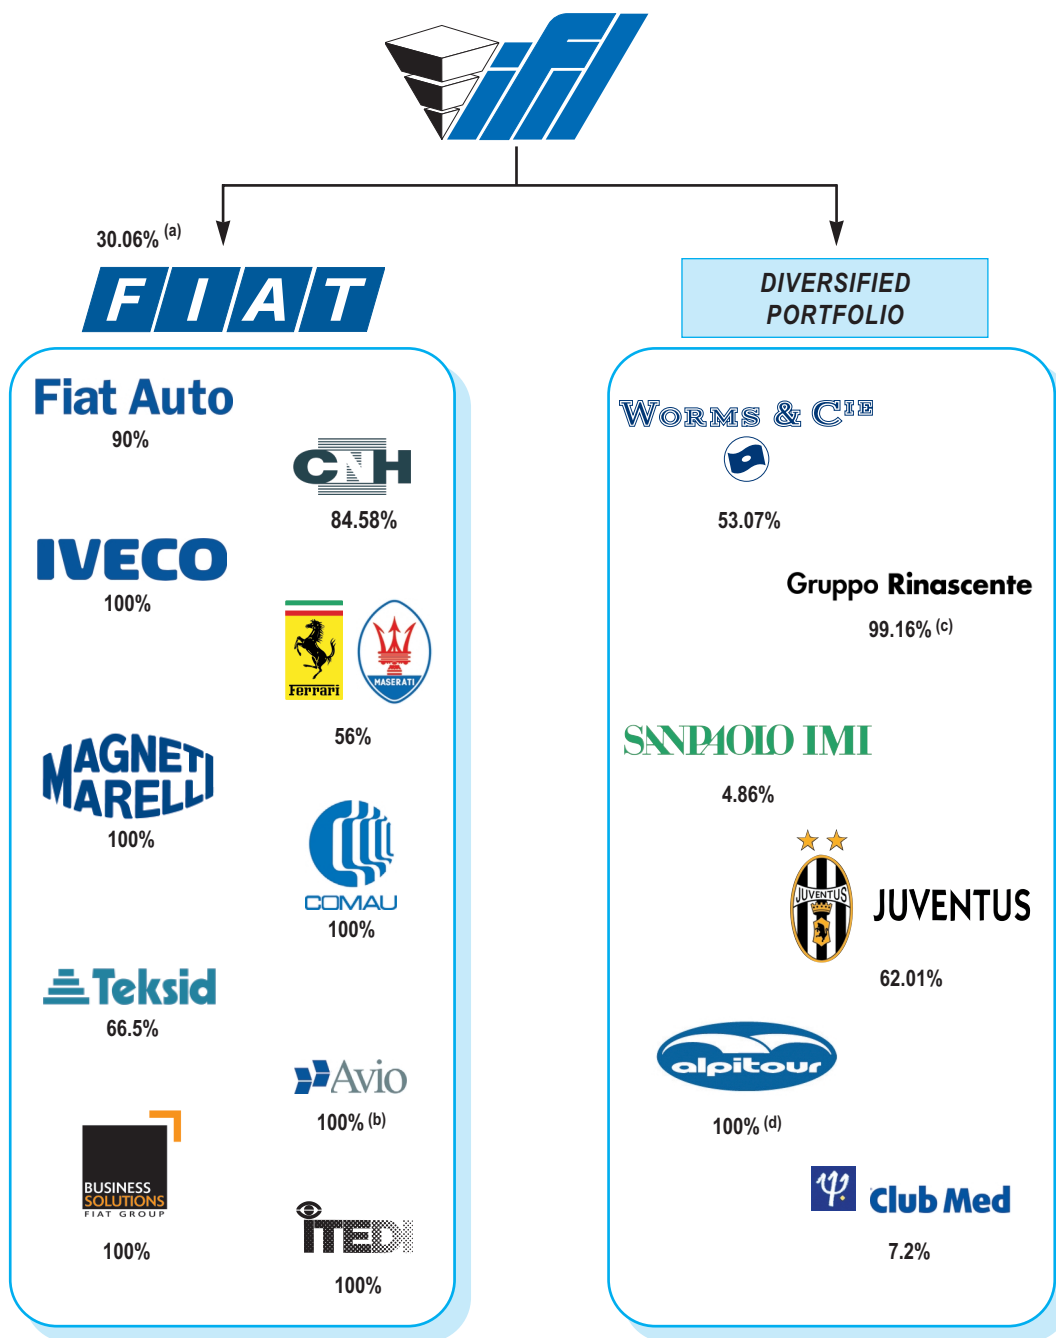 ifil
30.06% (a)
FIAT
DIVERSIFIED
PORTFOLIO
Fiat Auto
90%
CNH
84.58%
IVECO
100%
Ferrari
MASERATI
56%
MAGNETI
MARELLI
100%
COMAU
100%
Teksid
66.5%
Avio
100% (b)
BUSINESS
SOLUTIONS
FIAT GROUP
100%
ITEDI
100%
WORMS & CIE
53.07%
Gruppo Rinascente
99.16% (c)
SANPAOLO IMI
4.86%
JUVENTUS
JUVENTUS
62.01%
alpitour
100% (d)
Club Med
7.2%